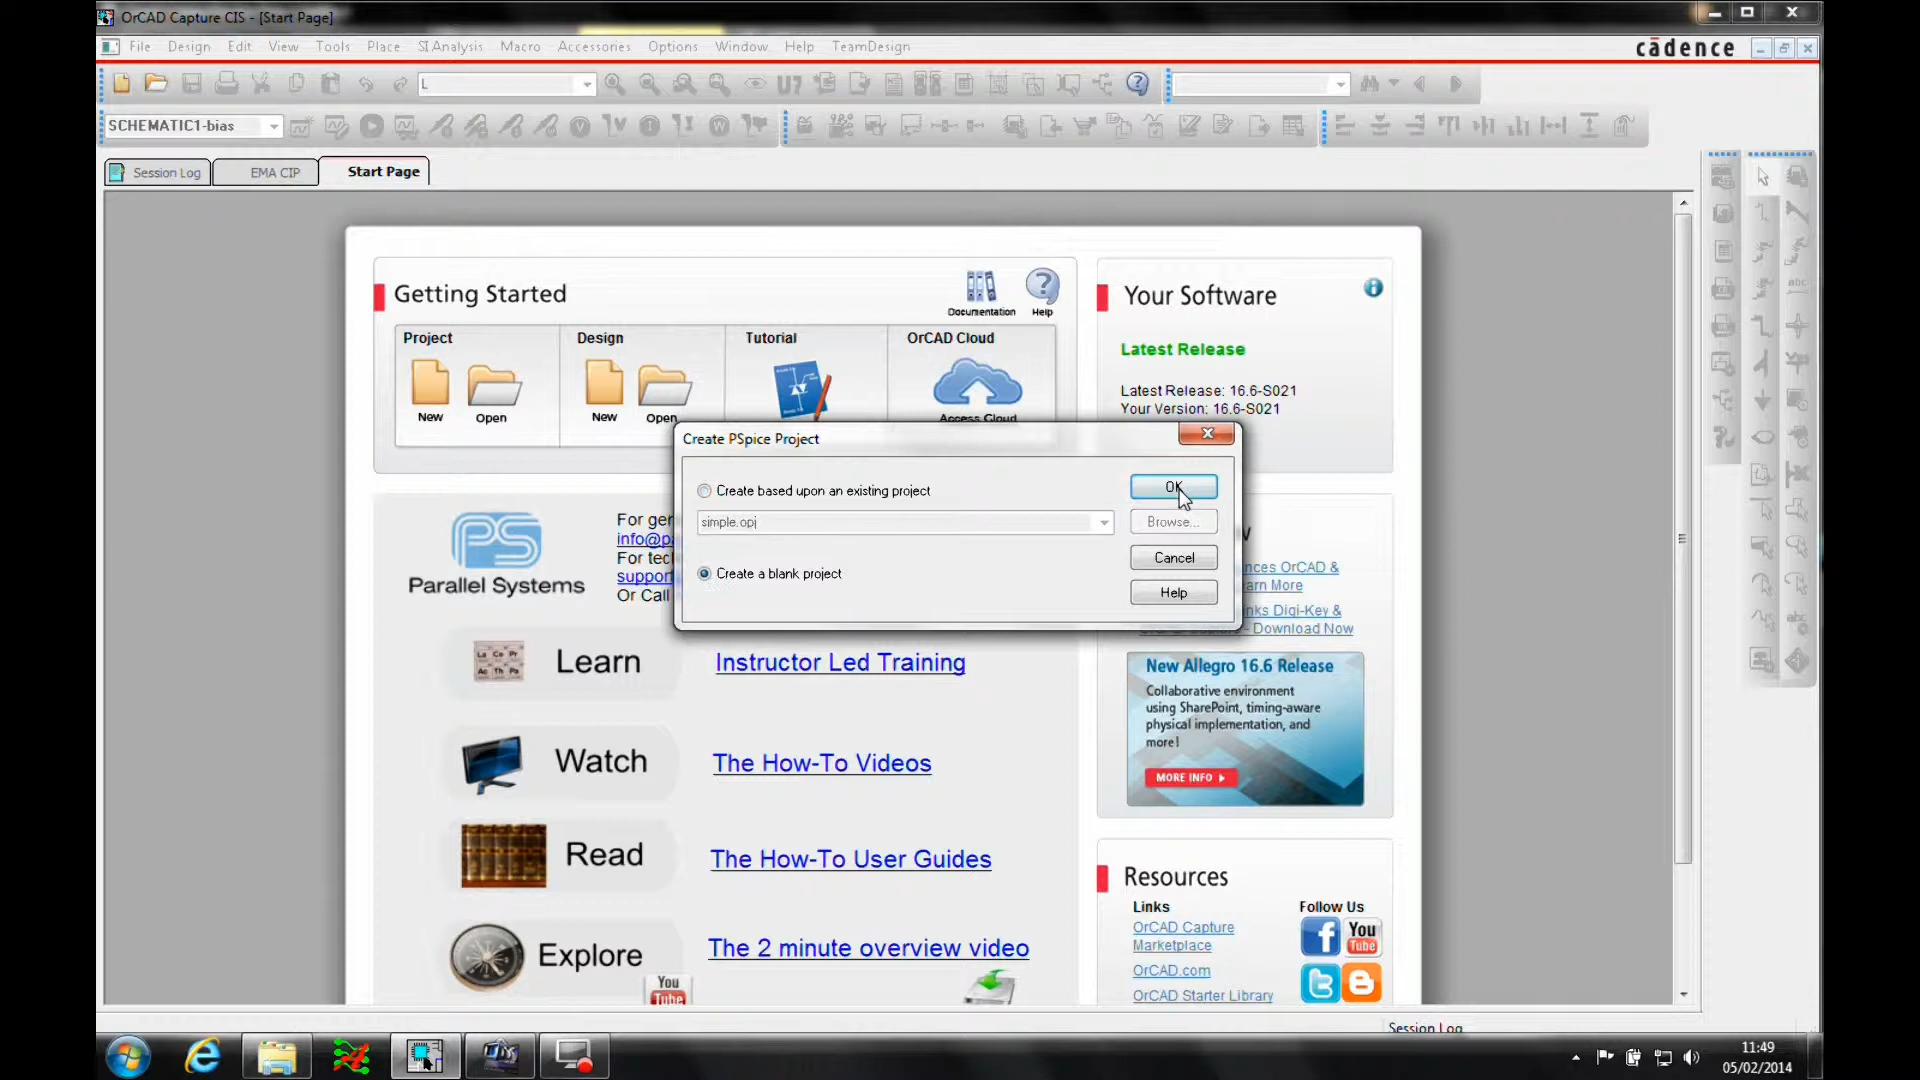 OrCAD Capture CIS - [Start Page]
File Design Edit View Tools Place SI Analysis Macro Accessories Options Window Help TeamDesign
cādence
L
U?
SCHEMATIC1-bias
Session Log
EMA CIP
Start Page
Getting Started
Documentation
Help
Project
New
Open
Design
New
Open
Tutorial
OrCAD Cloud
Access Cloud
Your Software
Latest Release
Latest Release: 16.6-S021
Your Version: 16.6-S021
Create PSpice Project
Create based upon an existing project
simple.opj
Create a blank project
OK
Browse...
Cancel
Help
PS
Parallel Systems
For
info@
For
support
Or Call
OrCAD &
Digi-Key &
- Download Now
Learn
Instructor Led Training
Watch
The How-To Videos
Read
The How-To User Guides
Explore
The 2 minute overview video
You
Tube
New Allegro 16.6 Release
Collaborative environment
using SharePoint, timing-aware
physical implementation, and
more!
MORE INFO
Resources
Links
OrCAD Capture
Marketplace
OrCAD.com
OrCAD Starter Library
Follow Us
You
Tube
Session Log
11:49
05/02/2014